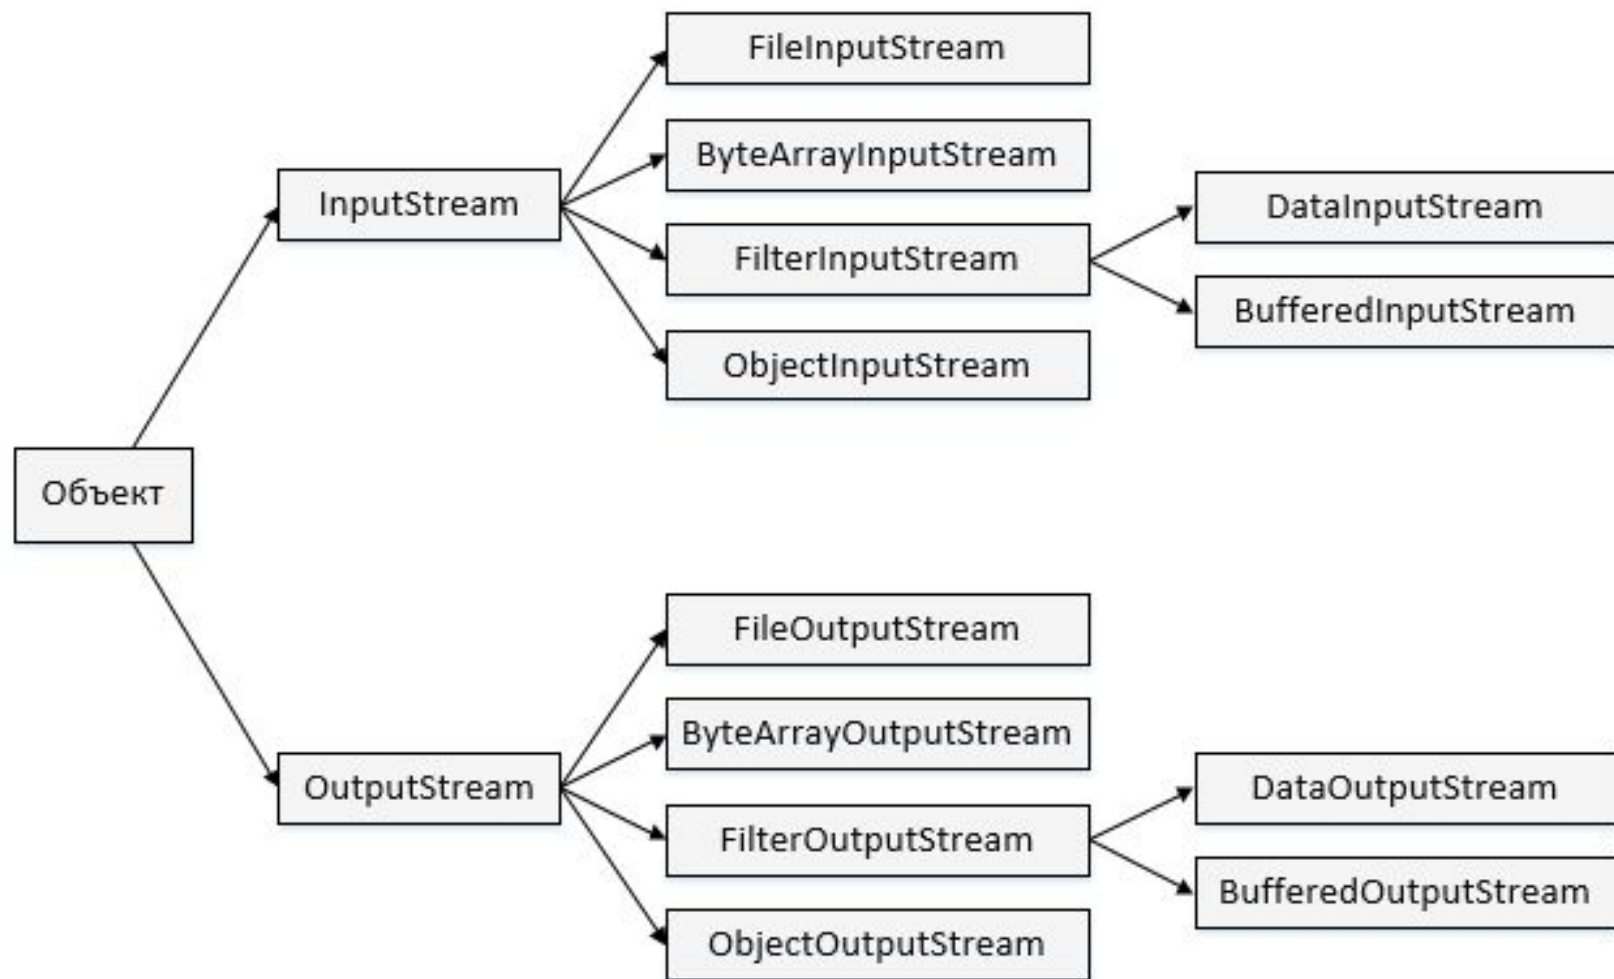 FileInputStream
ByteArrayInputStream
InputStream
DataInputStream
FilterInputStream
BufferedInputStream
ObjectInputStream
Объект
FileOutputStream
ByteArrayOutputStream
OutputStream
DataOutputStream
FilterOutputStream
BufferedOutputStream
ObjectOutputStream